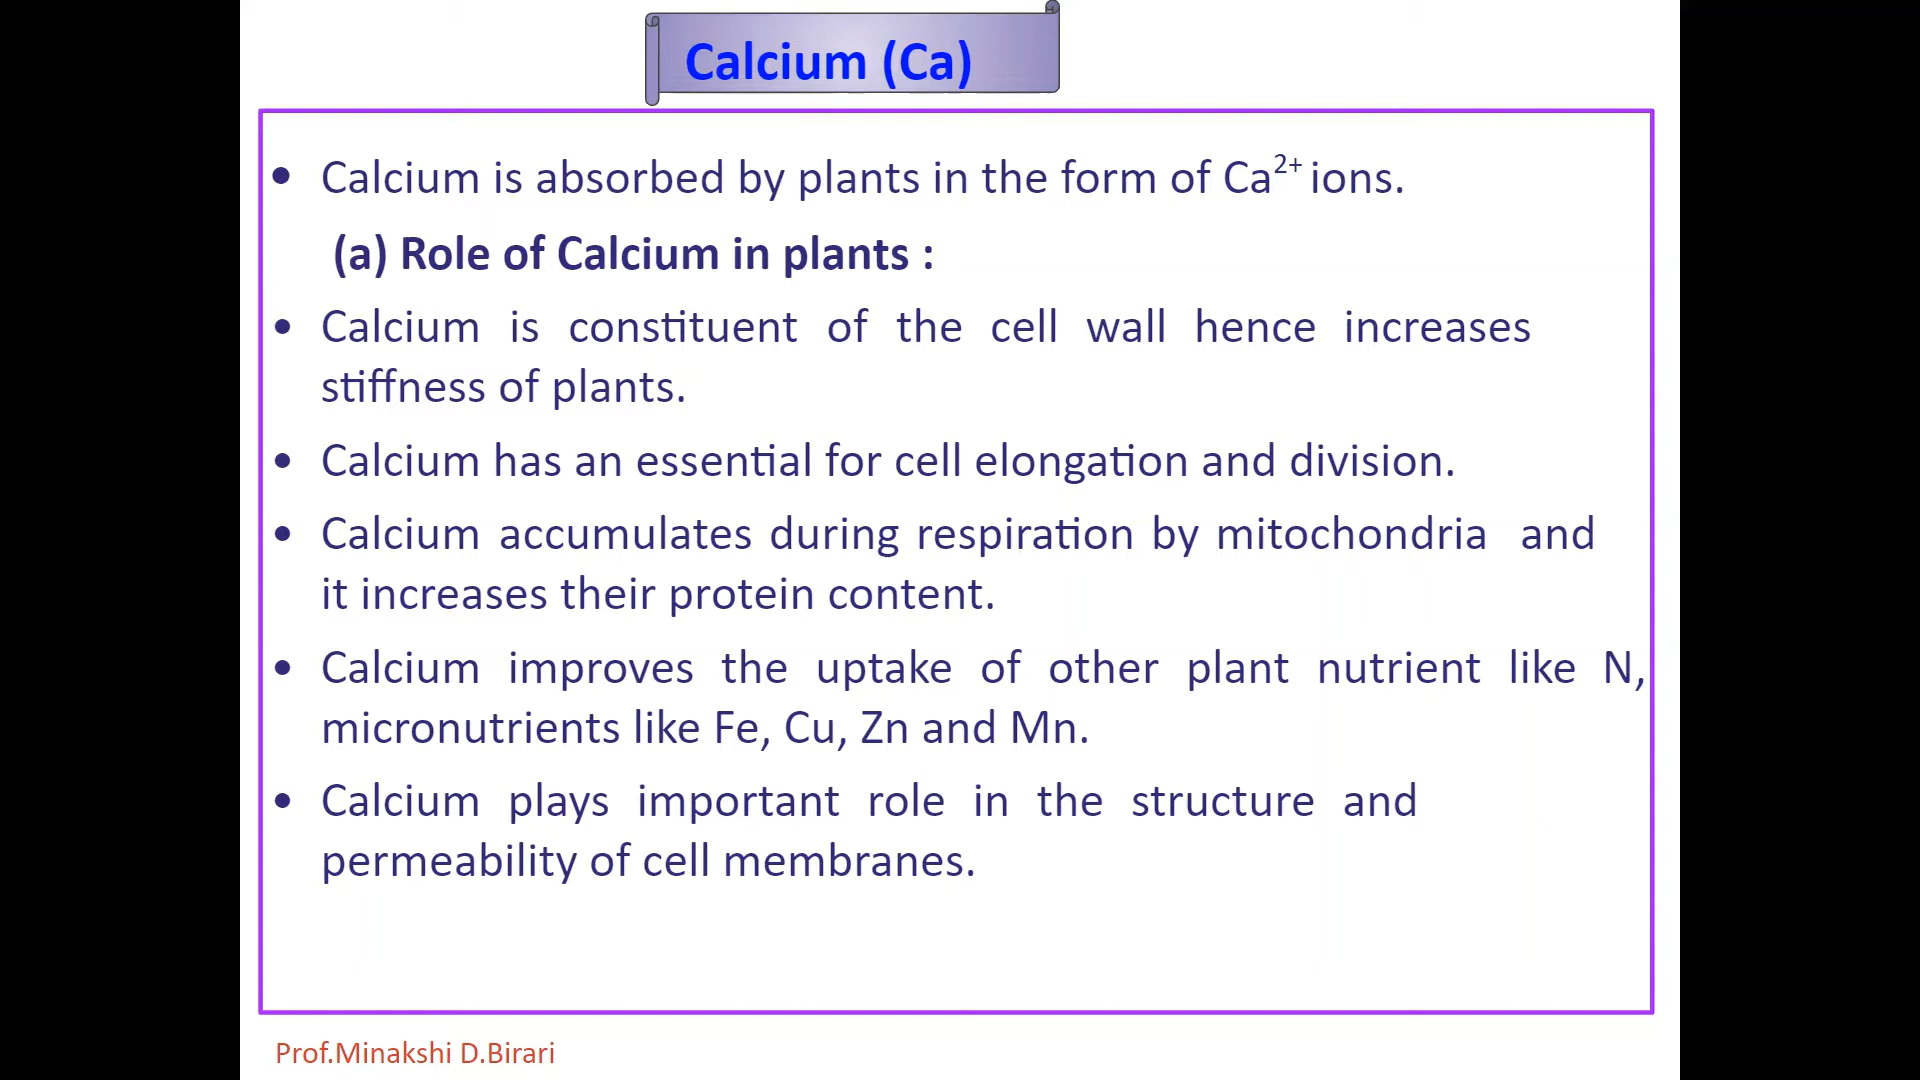 Calcium (Ca)
• Calcium is absorbed by plants in the form of Ca²⁺ ions.
(a) Role of Calcium in plants :
• Calcium is constituent of the cell wall hence increases
stiffness of plants.
• Calcium has an essential for cell elongation and division.
• Calcium accumulates during respiration by mitochondria and
it increases their protein content.
• Calcium improves the uptake of other plant nutrient like N,
micronutrients like Fe, Cu, Zn and Mn.
• Calcium plays important role in the structure and
permeability of cell membranes.
Prof.Minakshi D.Birari